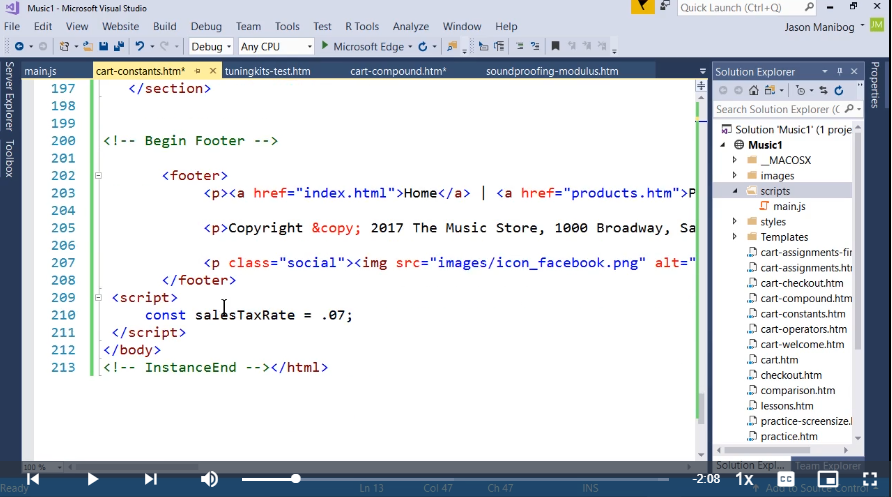 Music1 - Microsoft Visual Studio
Quick Launch (Ctrl+Q)
File Edit View Website Build Debug Team Tools Test R Tools Analyze Window Help
Jason Manibog JM
Debug Any CPU Microsoft Edge
main.js cart-constants.htm* tuningkits-test.htm cart-compound.htm* soundproofing-modulus.htm
Server Explorer
Toolbox
197 </section>
198
199
200 <!-- Begin Footer -->
201
202 <footer>
203 <p><a href="index.html">Home</a> | <a href="products.htm">P
204
205 <p>Copyright &copy; 2017 The Music Store, 1000 Broadway, Sa
206
207 <p class="social"><img src="images/icon_facebook.png" alt="
208 </footer>
209 <script>
210 const salesTaxRate = .07;
211 </script>
212 </body>
213 <!-- InstanceEnd --></html>
100 %
Solution Explorer
Search Solution Explorer (C
Solution 'Music1' (1 proje
Music1
__MACOSX
images
scripts
main.js
styles
Templates
cart-assignments-fir
cart-assignments.htm
cart-checkout.htm
cart-compound.htm
cart-constants.htm
cart-operators.htm
cart-welcome.htm
cart.htm
checkout.htm
comparison.htm
lessons.htm
practice-screensize.
practice.htm
Solution Expl... Team Explorer
Properties
-2:08 1x CC
Ready Ln 13 Col 47 Ch 47 INS Add to Source Control